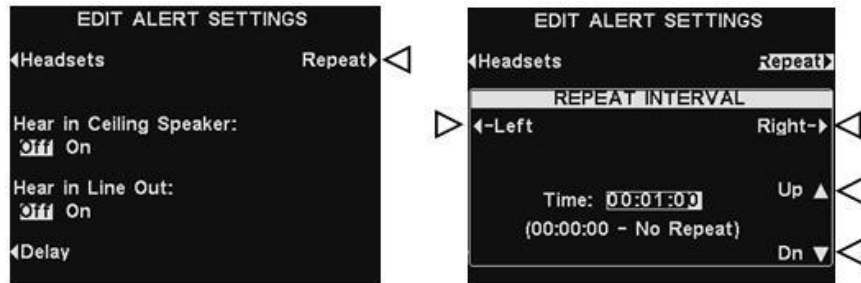 EDIT ALERT SETTINGS
◀Headsets Repeat▶
Hear in Ceiling Speaker:
Off On
Hear in Line Out:
Off On
◀Delay
EDIT ALERT SETTINGS
◀Headsets Repeat▶
REPEAT INTERVAL
◀-Left Right-▶
Up ▲
Time: 00:01:00
(00:00:00 - No Repeat)
Dn ▼